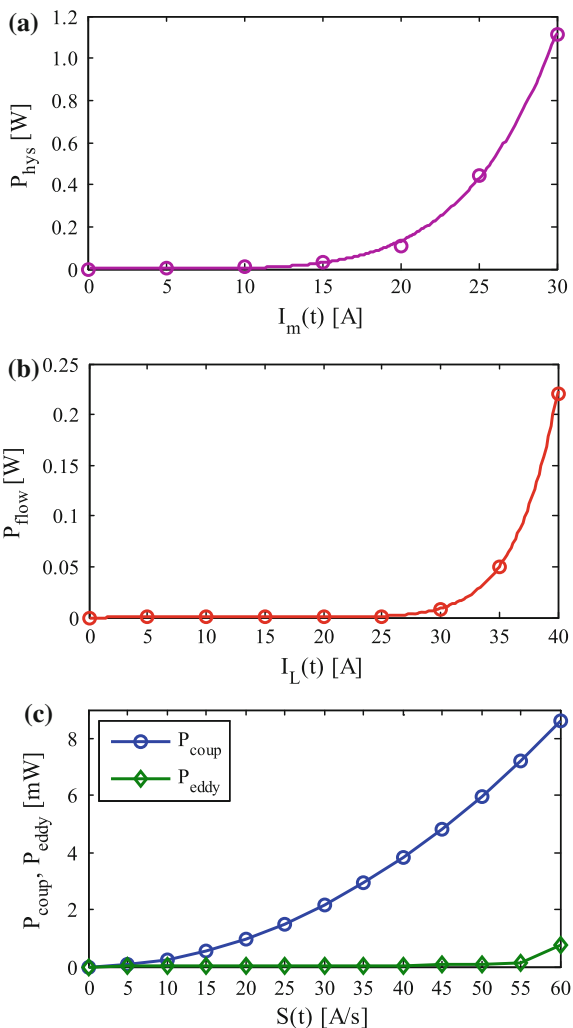 (a)
1.2
1.0
0.8
0.6
0.4
0.2
0
P_hys [W]
0 5 10 15 20 25 30
I_m(t) [A]
(b)
0.25
0.2
0.15
0.1
0.05
0
P_flow [W]
0 5 10 15 20 25 30 35 40
I_L(t) [A]
(c)
P_coup
P_eddy
8
6
4
2
0
P_coup, P_eddy [mW]
0 5 10 15 20 25 30 35 40 45 50 55 60
S(t) [A/s]